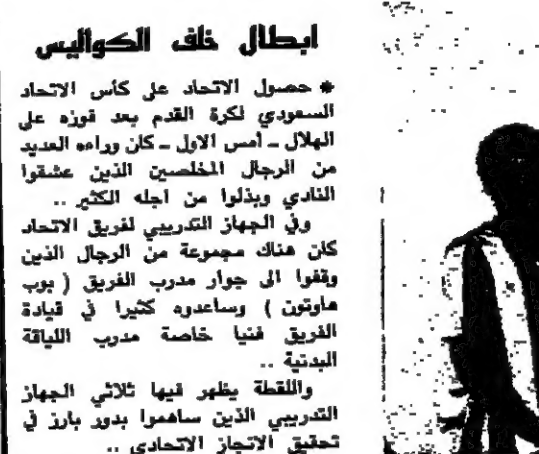 ابطال خلف الكواليس
* حصول الاتحاد على كأس الاتحاد
السعودي لكرة القدم بعد فوزه على
الهلال ــ أمس الاول ــ كان وراءه العديد
من الرجال المخلصين الذين عشقوا
النادي وبذلوا من اجله الكثير ..
وفي الجهاز التدريبي لفريق الاتحاد
كان هناك مجموعة من الرجال الذين
وقفوا الى جوار مدرب الفريق ( بوب
هاوتون ) وساعدوه كثيرا في قيادة
الفريق فنيا خاصة مدرب اللياقة
البدنية ..
واللقطة يظهر فيها ثلاثي الجهاز
التدريبي الذين ساهموا بدور بارز في
تحقيق الانجاز الاتحادي ..